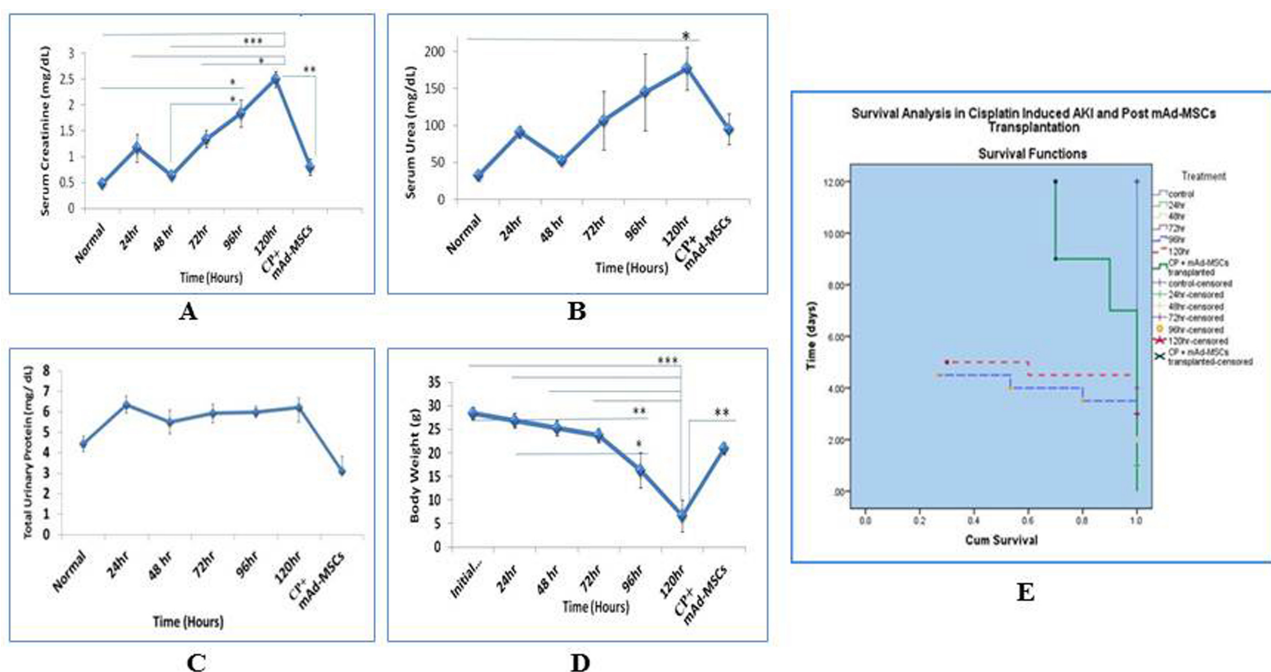 ***
*
**
*
*
3
2.5
2
1.5
1
0.5
0
Serum Creatinine (mg/dL)
Normal
24hr
48 hr
72hr
96hr
120hr
CP+
mAd-MSCs
Time (Hours)
A
*
200
150
100
50
0
Serum Urea (mg/dL)
Normal
24hr
48 hr
72hr
96hr
120hr
CP+
mAd-MSCs
Time (Hours)
B
8
7
6
5
4
3
2
1
0
Total Urinary Protein(mg/ dL)
Normal
24hr
48 hr
72hr
96hr
120hr
CP+
mAd-MSCs
Time (Hours)
C
***
**
**
*
35
30
25
20
15
10
5
0
Body Weight (g)
Initial...
24hr
48 hr
72hr
96hr
120hr
CP+
mAd-MSCs
Time (Hours)
D
Survival Analysis in Cisplatin Induced AKI and Post mAd-MSCs
Transplantation
Survival Functions
12.00
10.00
8.00
6.00
4.00
2.00
.00
Time (days)
0.0
0.2
0.4
0.6
0.8
1.0
Cum Survival
Treatment
control
24hr
48hr
72hr
96hr
120hr
CP + mAd-MSCs
transplanted
control-censored
24hr-censored
48hr-censored
72hr-censored
96hr-censored
120hr-censored
CP + mAd-MSCs
transplanted-censored
E